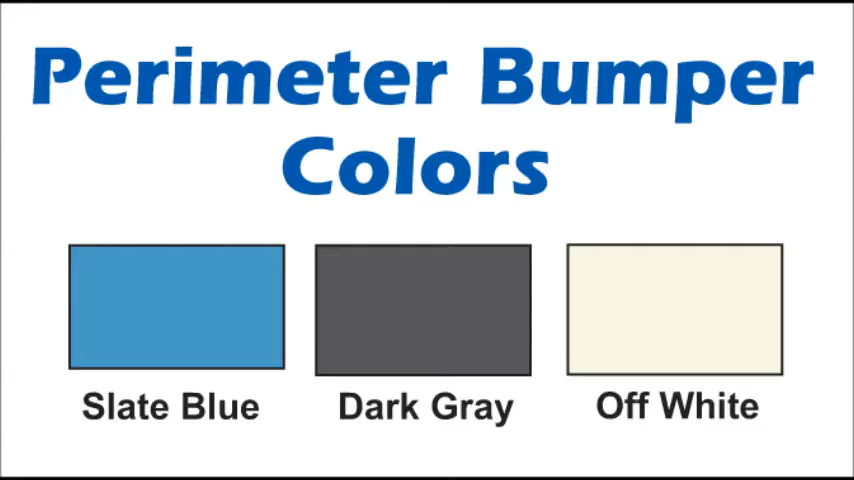 Perimeter Bumper
Colors
Slate Blue
Dark Gray
Off White